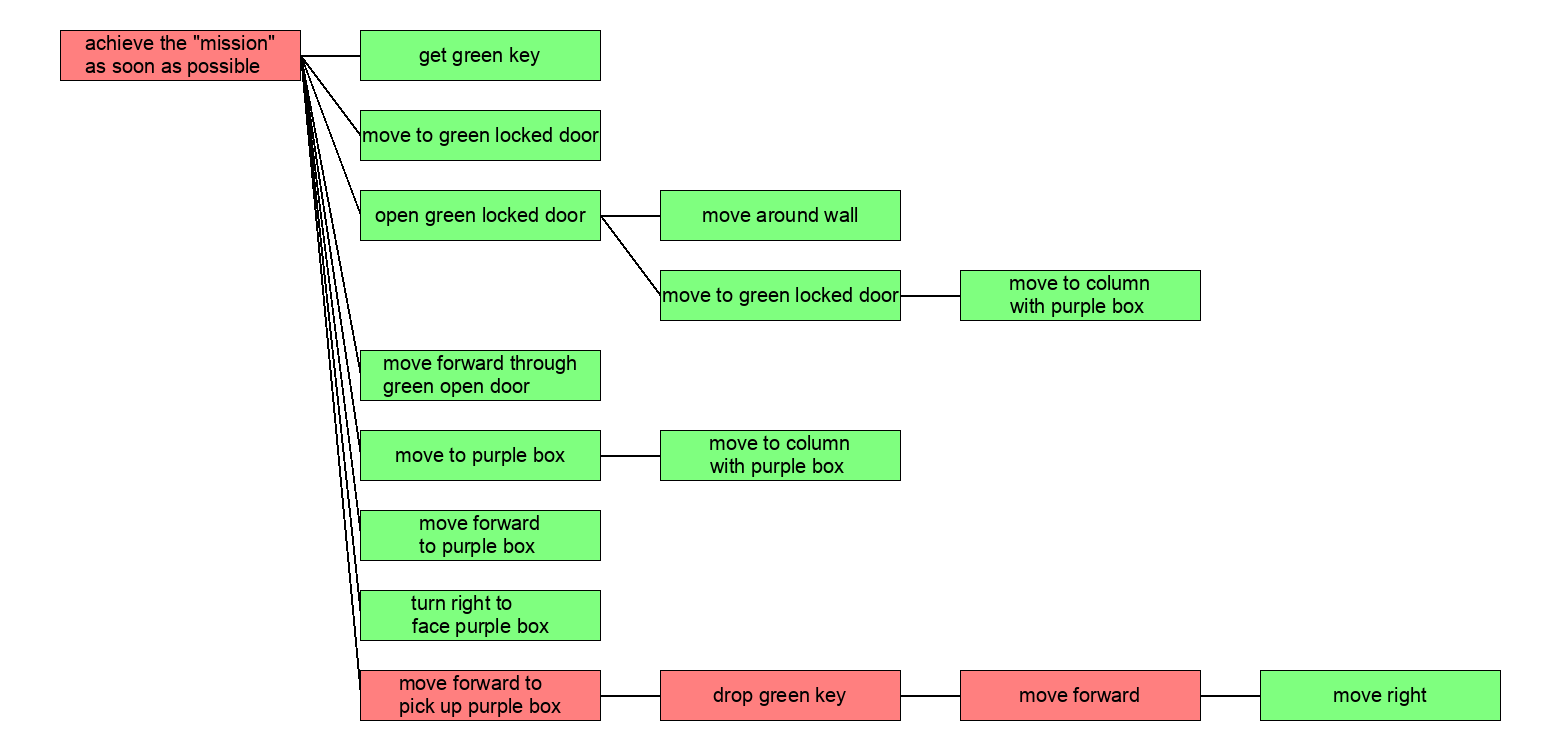 achieve the "mission"
as soon as possible
get green key
move to green locked door
open green locked door
move around wall
move to green locked door
move to column
with purple box
move forward through
green open door
move to purple box
move to column
with purple box
move forward
to purple box
turn right to
face purple box
move forward to
pick up purple box
drop green key
move forward
move right